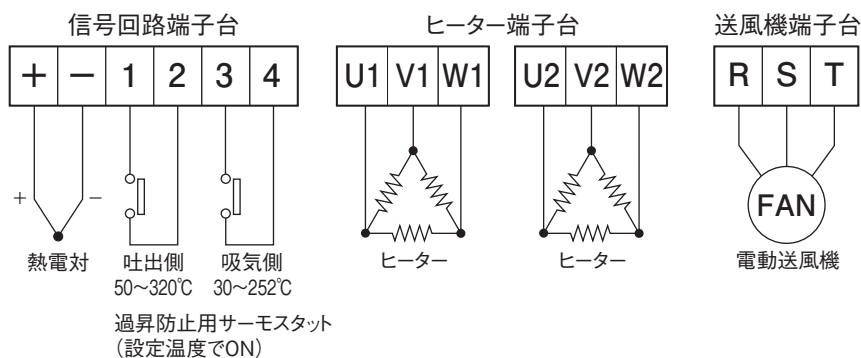 信号回路端子台
ヒーター端子台
送風機端子台
+ − 1 2 3 4
U1 V1 W1
U2 V2 W2
R S T
+ −
FAN
熱電対
吐出側
50~320℃
吸気側
30~252℃
ヒーター
ヒーター
電動送風機
過昇防止用サーモスタット
(設定温度でON)